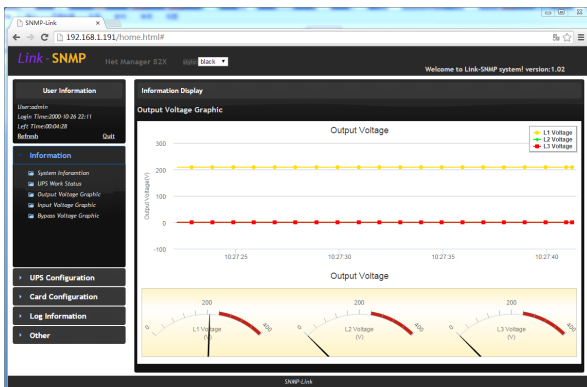 SNMP-Link
192.168.1.191/home.html#
Link - SNMP
Net Manager B2X
style: black
Welcome to Link-SNMP system! version:1.02
User Information
User:admin
Login Time:2000-10-26 22:11
Left Time:00:04:28
Refresh
Quit
Information
System Inforamtion
UPS Work Status
Output Voltage Graphic
Input Voltage Graphic
Bypass Voltage Graphic
UPS Configuration
Card Configuration
Log Information
Other
Information Display
Output Voltage Graphic
Output Voltage
L1 Voltage
L2 Voltage
L3 Voltage
Output Voltage(V)
300
200
100
0
-100
10:27:25
10:27:30
10:27:35
10:27:40
Output Voltage
0
200
400
L1 Voltage
(V)
0
200
400
L2 Voltage
(V)
0
200
400
L3 Voltage
(V)
SNMP-Link